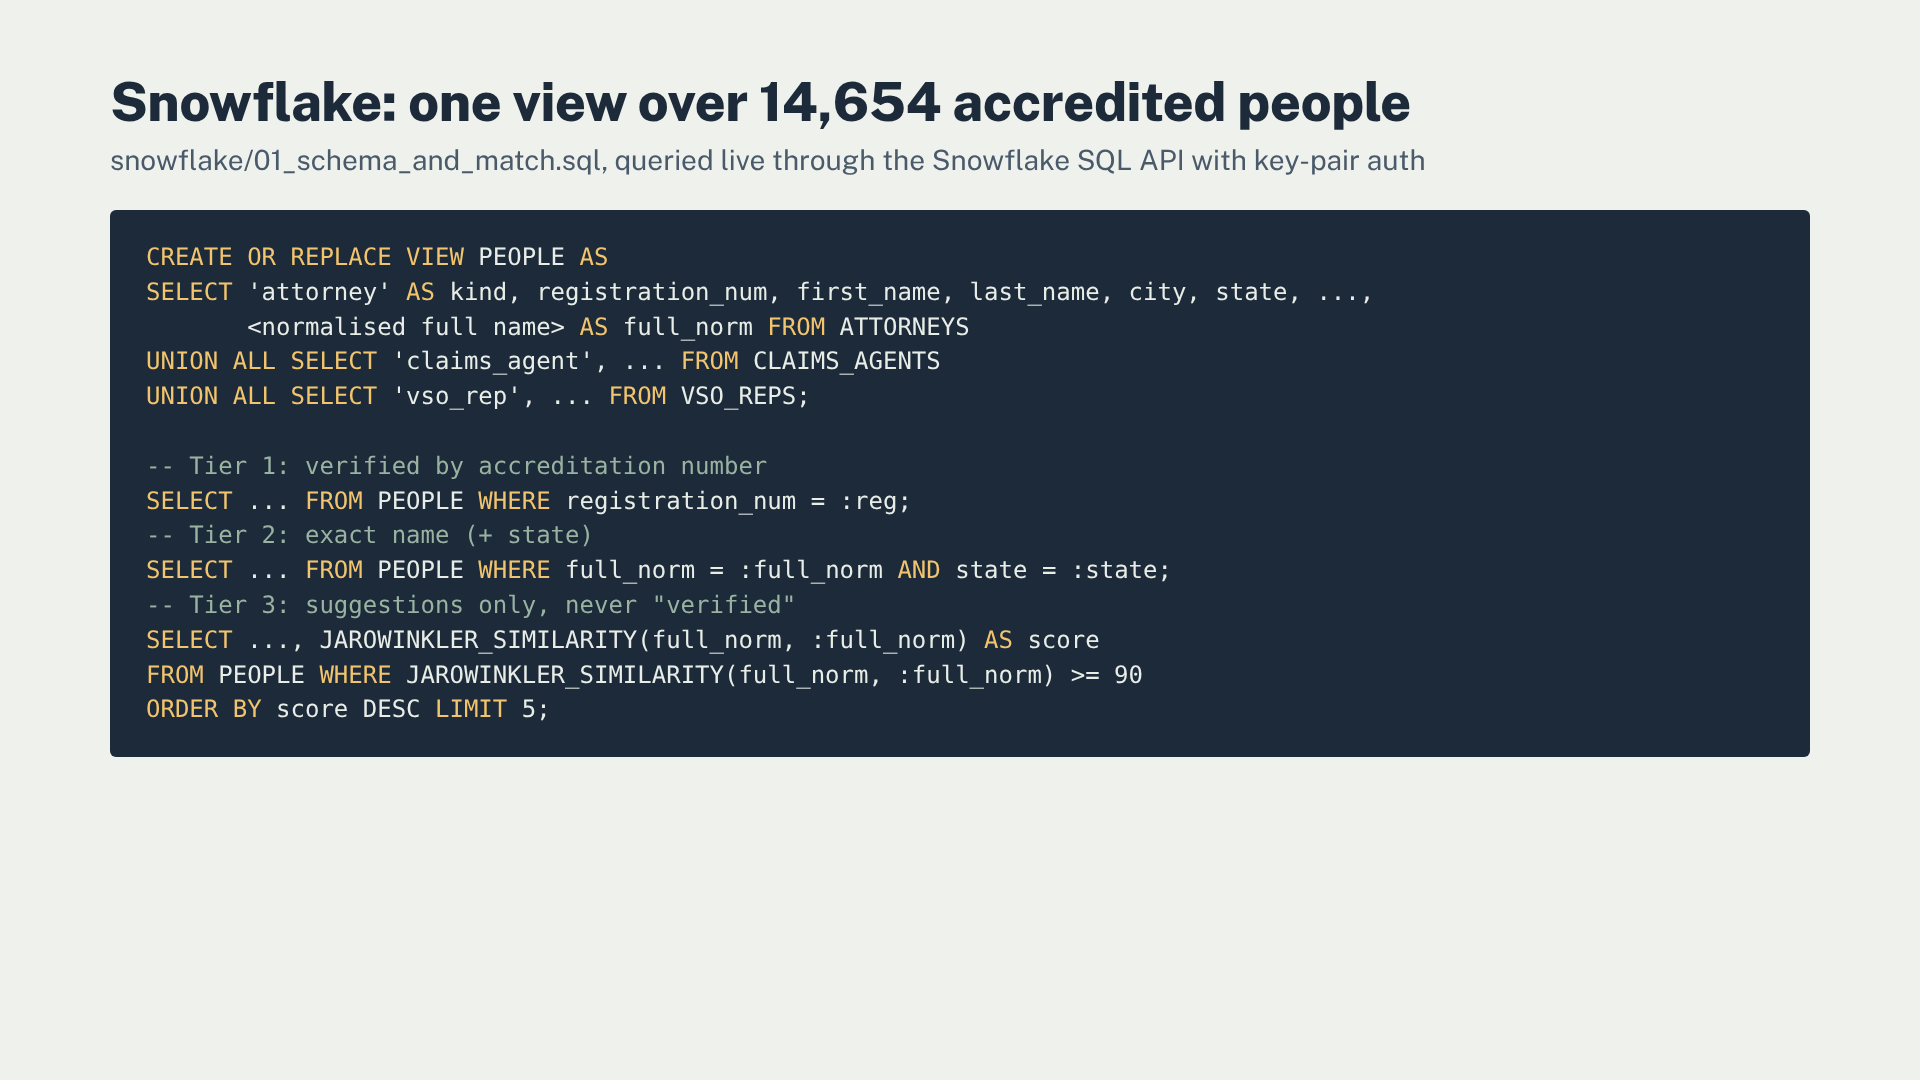 Snowflake: one view over 14,654 accredited people
snowflake/01_schema_and_match.sql, queried live through the Snowflake SQL API with key-pair auth
CREATE OR REPLACE VIEW PEOPLE AS
SELECT 'attorney' AS kind, registration_num, first_name, last_name, city, state, ...,
       <normalised full name> AS full_norm FROM ATTORNEYS
UNION ALL SELECT 'claims_agent', ... FROM CLAIMS_AGENTS
UNION ALL SELECT 'vso_rep', ... FROM VSO_REPS;
-- Tier 1: verified by accreditation number
SELECT ... FROM PEOPLE WHERE registration_num = :reg;
-- Tier 2: exact name (+ state)
SELECT ... FROM PEOPLE WHERE full_norm = :full_norm AND state = :state;
-- Tier 3: suggestions only, never "verified"
SELECT ..., JAROWINKLER_SIMILARITY(full_norm, :full_norm) AS score
FROM PEOPLE WHERE JAROWINKLER_SIMILARITY(full_norm, :full_norm) >= 90
ORDER BY score DESC LIMIT 5;